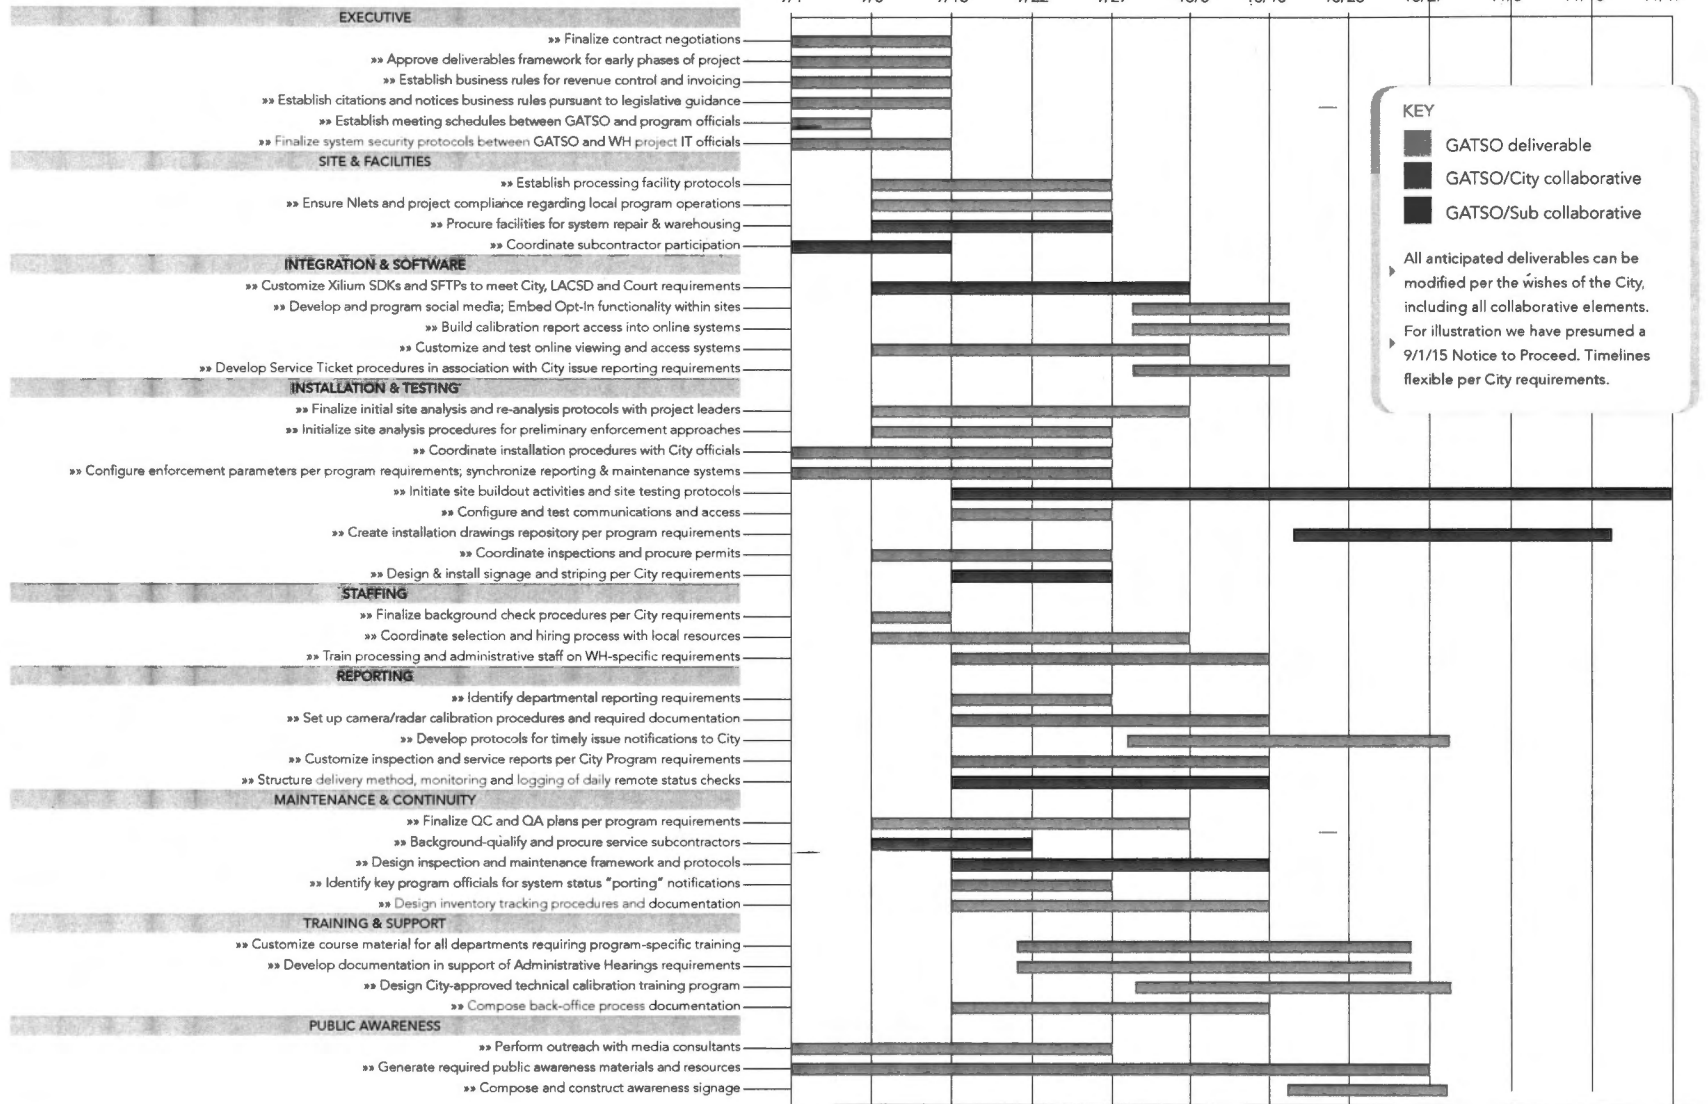 EXECUTIVE
»» Finalize contract negotiations
»» Approve deliverables framework for early phases of project
»» Establish business rules for revenue control and invoicing
»» Establish citations and notices business rules pursuant to legislative guidance
»» Establish meeting schedules between GATSO and program officials
»» Finalize system security protocols between GATSO and WH project IT officials
SITE & FACILITIES
»» Establish processing facility protocols
»» Ensure Nlets and project compliance regarding local program operations
»» Procure facilities for system repair & warehousing
»» Coordinate subcontractor participation
INTEGRATION & SOFTWARE
»» Customize Xilium SDKs and SFTPs to meet City, LACSD and Court requirements
»» Develop and program social media; Embed Opt-In functionality within sites
»» Build calibration report access into online systems
»» Customize and test online viewing and access systems
»» Develop Service Ticket procedures in association with City issue reporting requirements
INSTALLATION & TESTING
»» Finalize initial site analysis and re-analysis protocols with project leaders
»» Initialize site analysis procedures for preliminary enforcement approaches
»» Coordinate installation procedures with City officials
»» Configure enforcement parameters per program requirements; synchronize reporting & maintenance systems
»» Initiate site buildout activities and site testing protocols
»» Configure and test communications and access
»» Create installation drawings repository per program requirements
»» Coordinate inspections and procure permits
»» Design & install signage and striping per City requirements
STAFFING
»» Finalize background check procedures per City requirements
»» Coordinate selection and hiring process with local resources
»» Train processing and administrative staff on WH-specific requirements
REPORTING
»» Identify departmental reporting requirements
»» Set up camera/radar calibration procedures and required documentation
»» Develop protocols for timely issue notifications to City
»» Customize inspection and service reports per City Program requirements
»» Structure delivery method, monitoring and logging of daily remote status checks
MAINTENANCE & CONTINUITY
»» Finalize QC and QA plans per program requirements
»» Background-qualify and procure service subcontractors
»» Design inspection and maintenance framework and protocols
»» Identify key program officials for system status "porting" notifications
»» Design inventory tracking procedures and documentation
TRAINING & SUPPORT
»» Customize course material for all departments requiring program-specific training
»» Develop documentation in support of Administrative Hearings requirements
»» Design City-approved technical calibration training program
»» Compose back-office process documentation
PUBLIC AWARENESS
»» Perform outreach with media consultants
»» Generate required public awareness materials and resources
»» Compose and construct awareness signage
KEY
GATSO deliverable
GATSO/City collaborative
GATSO/Sub collaborative
All anticipated deliverables can be
modified per the wishes of the City,
including all collaborative elements.
For illustration we have presumed a
9/1/15 Notice to Proceed. Timelines
flexible per City requirements.